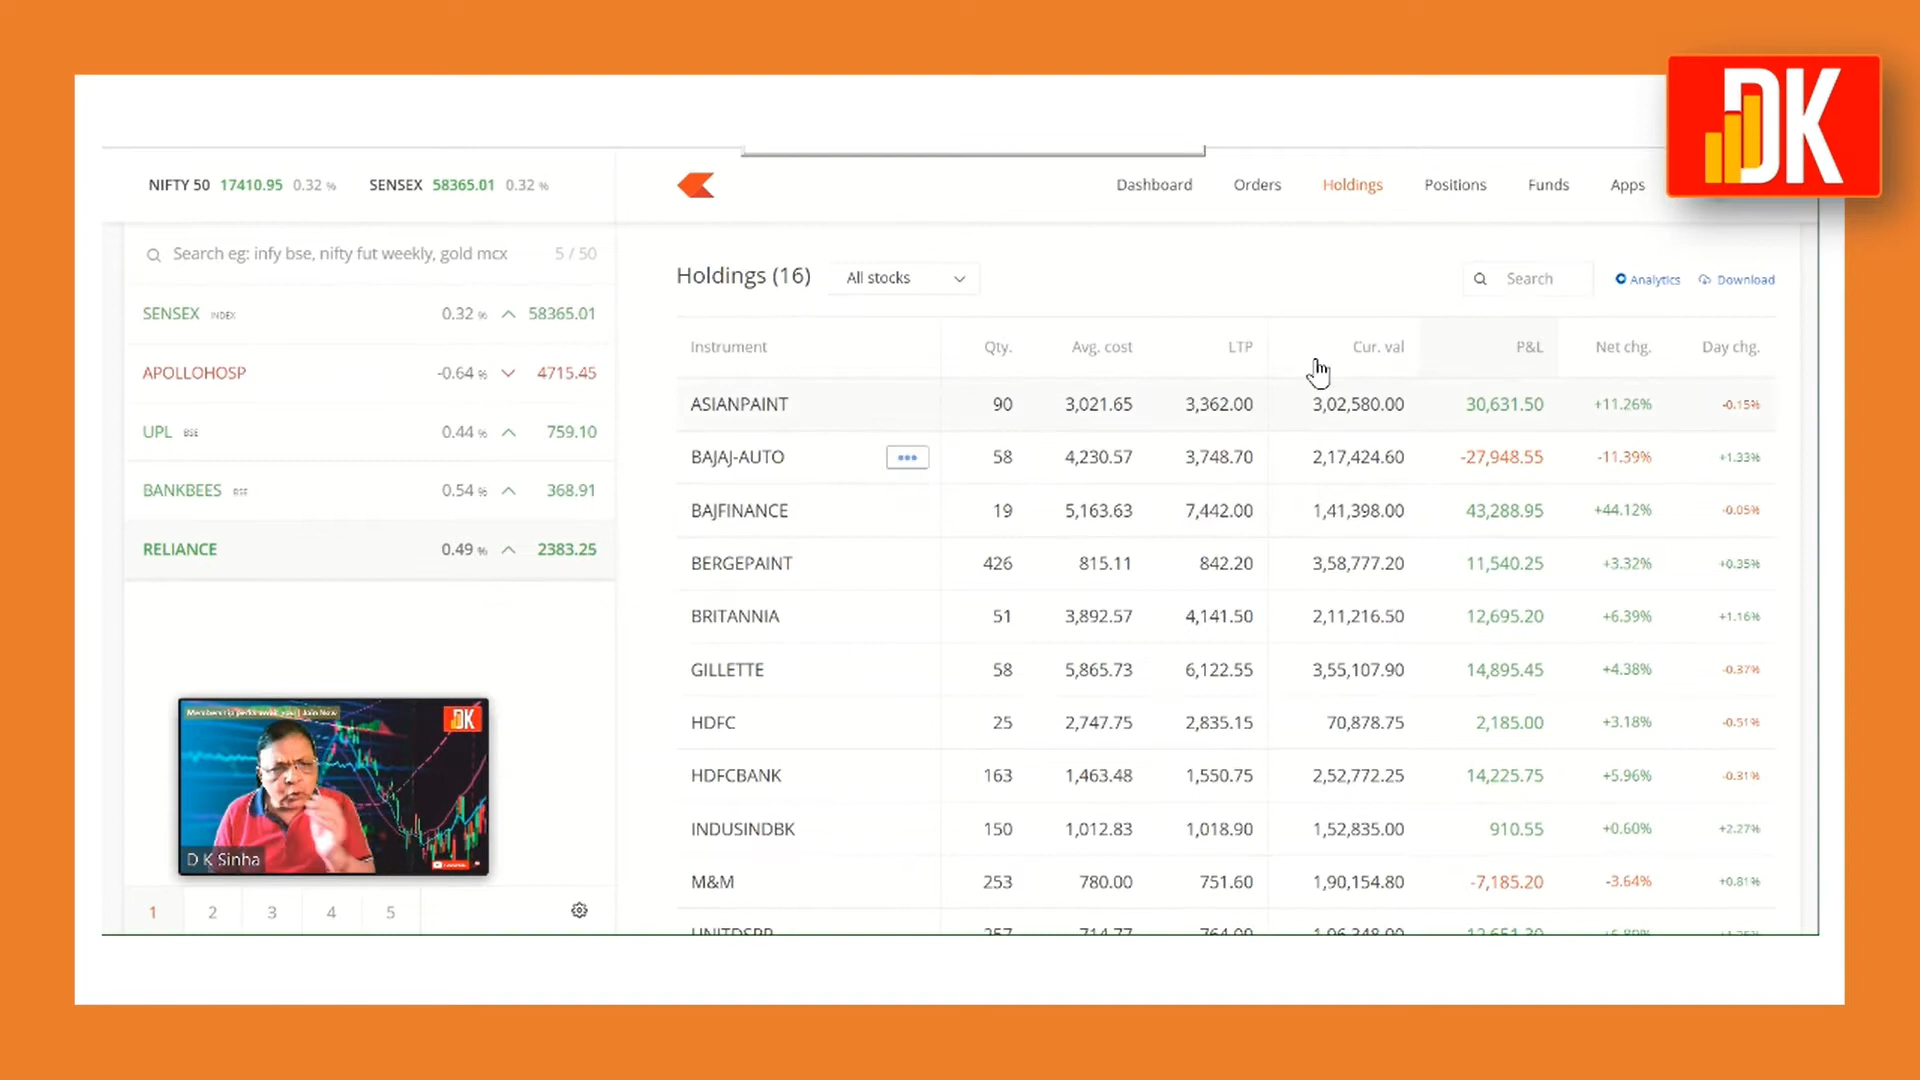 DK
NIFTY 50 17410.95 0.32 % SENSEX 58365.01 0.32 %
Dashboard Orders Holdings Positions Funds Apps
Search eg: infy bse, nifty fut weekly, gold mcx 5 / 50
SENSEX INDEX 0.32 % 58365.01
APOLLOHOSP -0.64 % 4715.45
UPL BSE 0.44 % 759.10
BANKBEES BSE 0.54 % 368.91
RELIANCE 0.49 % 2383.25
Holdings (16) All stocks Search Analytics Download
Instrument Qty. Avg. cost LTP Cur. val P&L Net chg. Day chg.
ASIANPAINT 90 3,021.65 3,362.00 3,02,580.00 30,631.50 +11.26% -0.15%
BAJAJ-AUTO 58 4,230.57 3,748.70 2,17,424.60 -27,948.55 -11.39% +1.33%
BAJFINANCE 19 5,163.63 7,442.00 1,41,398.00 43,288.95 +44.12% -0.05%
BERGEPAINT 426 815.11 842.20 3,58,777.20 11,540.25 +3.32% +0.35%
BRITANNIA 51 3,892.57 4,141.50 2,11,216.50 12,695.20 +6.39% +1.16%
GILLETTE 58 5,865.73 6,122.55 3,55,107.90 14,895.45 +4.38% -0.37%
HDFC 25 2,747.75 2,835.15 70,878.75 2,185.00 +3.18% -0.51%
HDFCBANK 163 1,463.48 1,550.75 2,52,772.25 14,225.75 +5.96% -0.31%
INDUSINDBK 150 1,012.83 1,018.90 1,52,835.00 910.55 +0.60% +2.27%
M&M 253 780.00 751.60 1,90,154.80 -7,185.20 -3.64% +0.81%
DK
D K Sinha
1 2 3 4 5